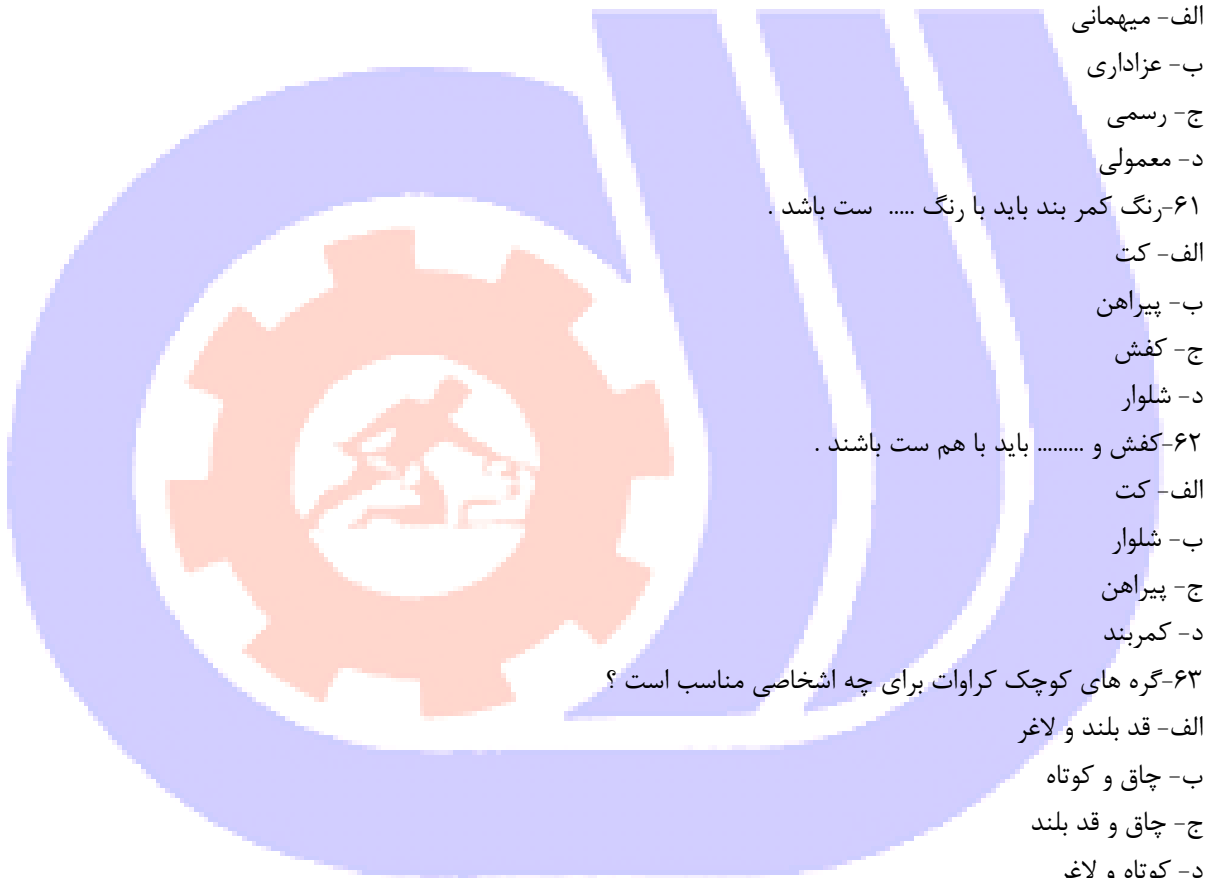 الف- میهمانی
ب- عزاداری
ج- رسمی
د- معمولی
۶۱-رنگ کمر بند باید با رنگ ..... ست باشد .
الف- کت
ب- پیراهن
ج- کفش
د- شلوار
۶۲-کفش و ......... باید با هم ست باشند .
الف- کت
ب- شلوار
ج- پیراهن
د- کمربند
۶۳-گره های کوچک کراوات برای چه اشخاصی مناسب است ؟
الف- قد بلند و لاغر
ب- چاق و کوتاه
ج- چاق و قد بلند
د- کوتاه و لاغر